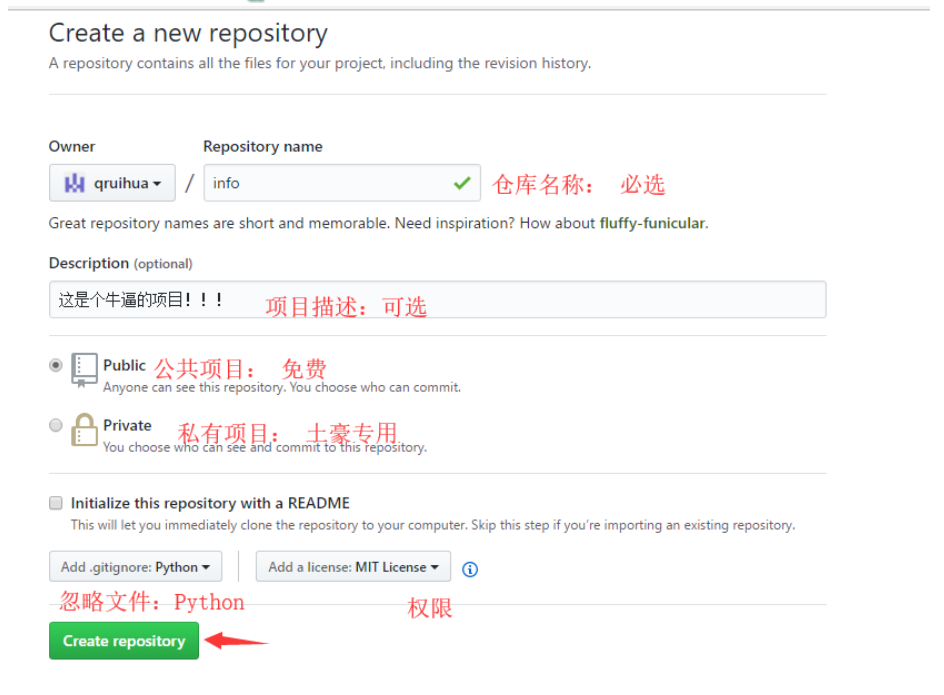 Create a new repository
A repository contains all the files for your project, including the revision history.
Owner Repository name
qruihua / info 仓库名称： 必选
Great repository names are short and memorable. Need inspiration? How about fluffy-funicular.
Description (optional)
这是个牛逼的项目！！！ 项目描述：可选
Public 公共项目： 免费
Anyone can see this repository. You choose who can commit.
Private 私有项目： 土豪专用
You choose who can see and commit to this repository.
Initialize this repository with a README
This will let you immediately clone the repository to your computer. Skip this step if you're importing an existing repository.
Add .gitignore: Python Add a license: MIT License
忽略文件：Python 权限
Create repository